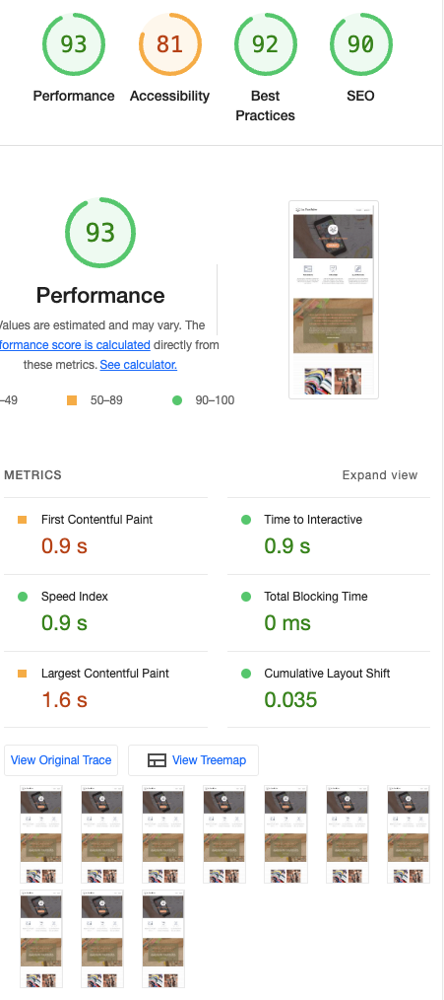 93
81
92
90
Performance
Accessibility
Best
Practices
SEO
93
Performance
Values are estimated and may vary. The
formance score is calculated directly from
these metrics. See calculator.
–49
50–89
90–100
METRICS
Expand view
First Contentful Paint
0.9 s
Time to Interactive
0.9 s
Speed Index
0.9 s
Total Blocking Time
0 ms
Largest Contentful Paint
1.6 s
Cumulative Layout Shift
0.035
View Original Trace
View Treemap